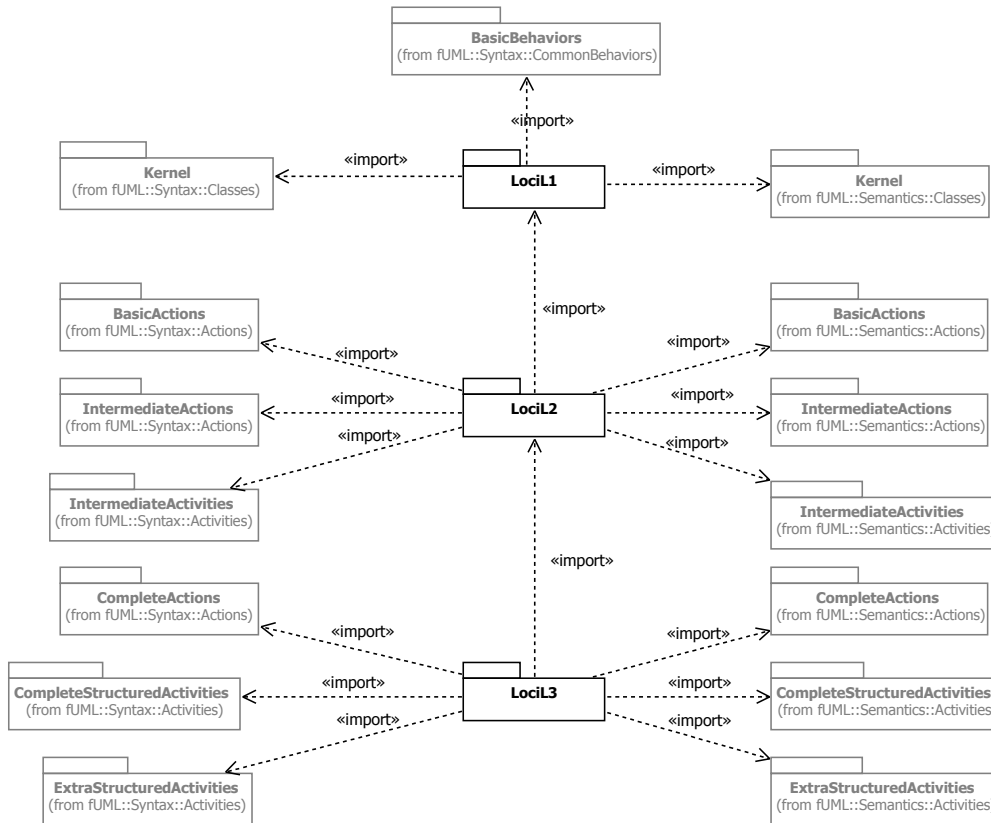 BasicBehaviors
(from fUML::Syntax::CommonBehaviors)
«import»
«import»
«import»
Kernel
(from fUML::Syntax::Classes)
LociL1
Kernel
(from fUML::Semantics::Classes)
«import»
BasicActions
(from fUML::Syntax::Actions)
BasicActions
(from fUML::Semantics::Actions)
«import»
«import»
IntermediateActions
(from fUML::Syntax::Actions)
«import»
LociL2
«import»
IntermediateActions
(from fUML::Semantics::Actions)
«import»
«import»
IntermediateActivities
(from fUML::Syntax::Activities)
IntermediateActivities
(from fUML::Semantics::Activities
«import»
CompleteActions
(from fUML::Syntax::Actions)
CompleteActions
(from fUML::Semantics::Actions)
«import»
«import»
CompleteStructuredActivities
(from fUML::Syntax::Activities)
«import»
LociL3
«import»
CompleteStructuredActivities
(from fUML::Semantics::Activities
«import»
«import»
ExtraStructuredActivities
(from fUML::Syntax::Activities)
ExtraStructuredActivities
(from fUML::Semantics::Activities